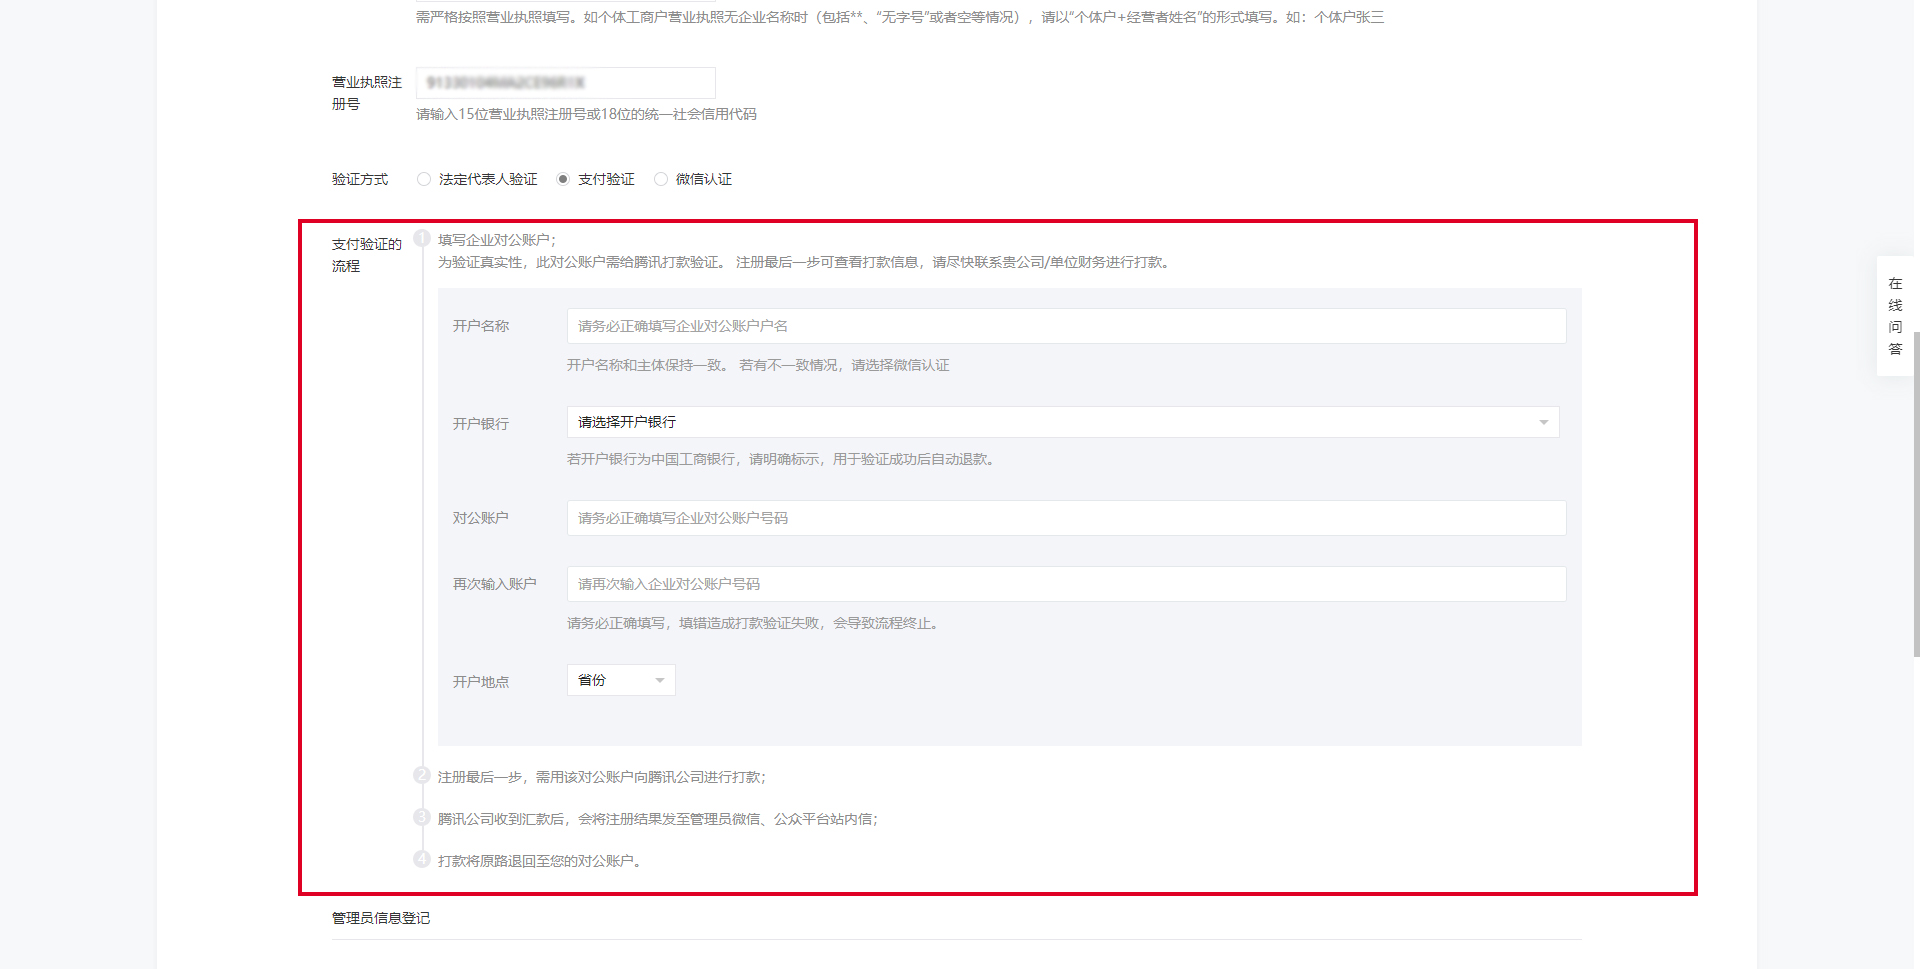 需严格按照营业执照填写。如个体工商户营业执照无企业名称时（包括**、“无字号”或者空等情况），请以“个体户+经营者姓名”的形式填写。如：个体户张三
营业执照注
册号
请输入15位营业执照注册号或18位的统一社会信用代码
验证方式
法定代表人验证
支付验证
微信认证
支付验证的
流程
1
填写企业对公账户；
为验证真实性，此对公账户需给腾讯打款验证。 注册最后一步可查看打款信息，请尽快联系贵公司/单位财务进行打款。
开户名称
请务必正确填写企业对公账户户名
开户名称和主体保持一致。 若有不一致情况，请选择微信认证
开户银行
请选择开户银行
若开户银行为中国工商银行，请明确标示，用于验证成功后自动退款。
对公账户
请务必正确填写企业对公账户号码
再次输入账户
请再次输入企业对公账户号码
请务必正确填写，填错造成打款验证失败，会导致流程终止。
开户地点
省份
2
注册最后一步，需用该对公账户向腾讯公司进行打款；
3
腾讯公司收到汇款后，会将注册结果发至管理员微信、公众平台站内信；
4
打款将原路退回至您的对公账户。
管理员信息登记
在
线
问
答